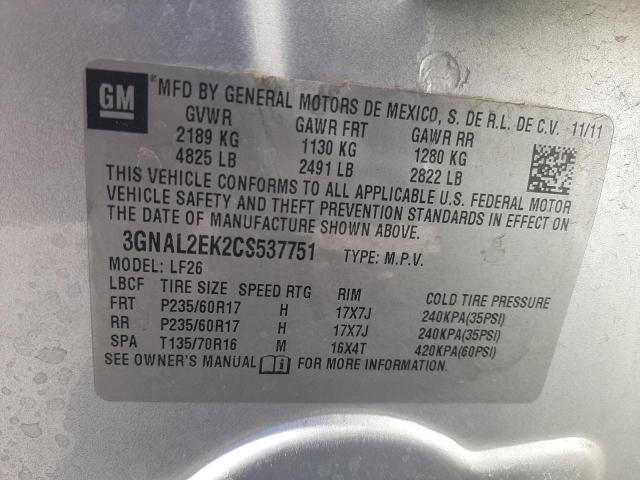 GM *MFD BY GENERAL MOTORS DE MEXICO, S. DE R.L. DE C.V. 11/11
GVWR GAWR FRT GAWR RR
2189 KG 1130 KG 1280 KG
4825 LB 2491 LB 2822 LB
THIS VEHICLE CONFORMS TO ALL APPLICABLE U.S. FEDERAL MOTOR
VEHICLE SAFETY AND THEFT PREVENTION STANDARDS IN EFFECT ON
THE DATE OF MANUFACTURE SHOWN ABOVE.
3GNAL2EK2CS537751 TYPE: M.P.V.
MODEL: LF26
LBCF TIRE SIZE SPEED RTG RIM COLD TIRE PRESSURE
FRT P235/60R17 H 17X7J 240KPA(35PSI)
RR P235/60R17 H 17X7J 240KPA(35PSI)
SPA T135/70R16 M 16X4T 420KPA(60PSI)
SEE OWNER'S MANUAL FOR MORE INFORMATION.